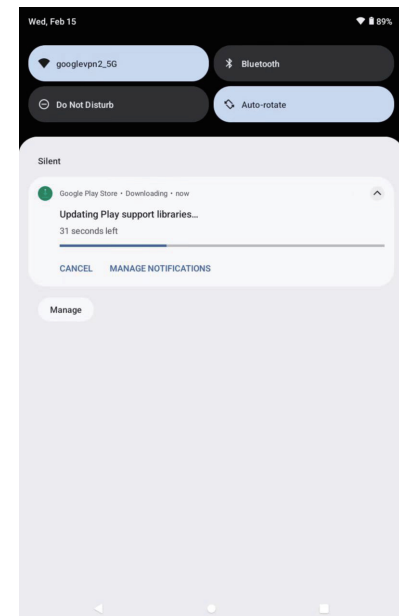 Wed, Feb 15 89%
googlevpn2_5G Bluetooth
Do Not Disturb Auto-rotate
Silent
Google Play Store • Downloading • now
Updating Play support libraries...
31 seconds left
CANCEL MANAGE NOTIFICATIONS
Manage